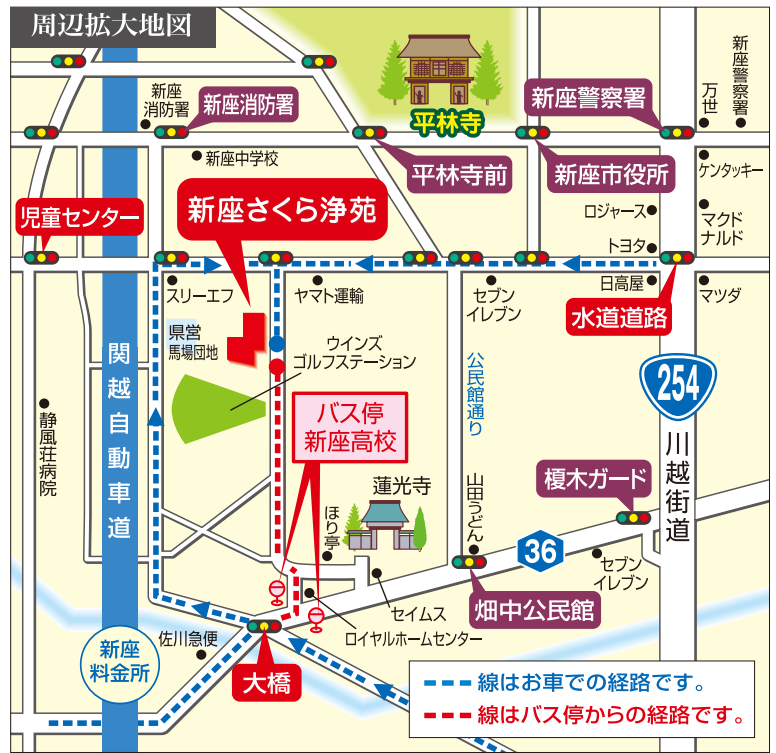 周辺拡大地図
新座
消防署
新座消防署
平林寺
新座警察署
万世
新座警察署
新座中学校
平林寺前
新座市役所
ケンタッキー
児童センター
新座さくら浄苑
ロジャース
マクド
ナルド
トヨタ
スリーエフ
ヤマト運輸
セブン
イレブン
日高屋
水道道路
マツダ
県営
馬場団地
ウインズ
ゴルフステーション
関越自動車道
公民館通り
254
川越街道
静風荘病院
バス停
新座高校
蓮光寺
ほり亭
山田うどん
榎木ガード
36
セブン
イレブン
畑中公民館
セイムス
ロイヤルホームセンター
佐川急便
新座
料金所
大橋
線はお車での経路です。
線はバス停からの経路です。